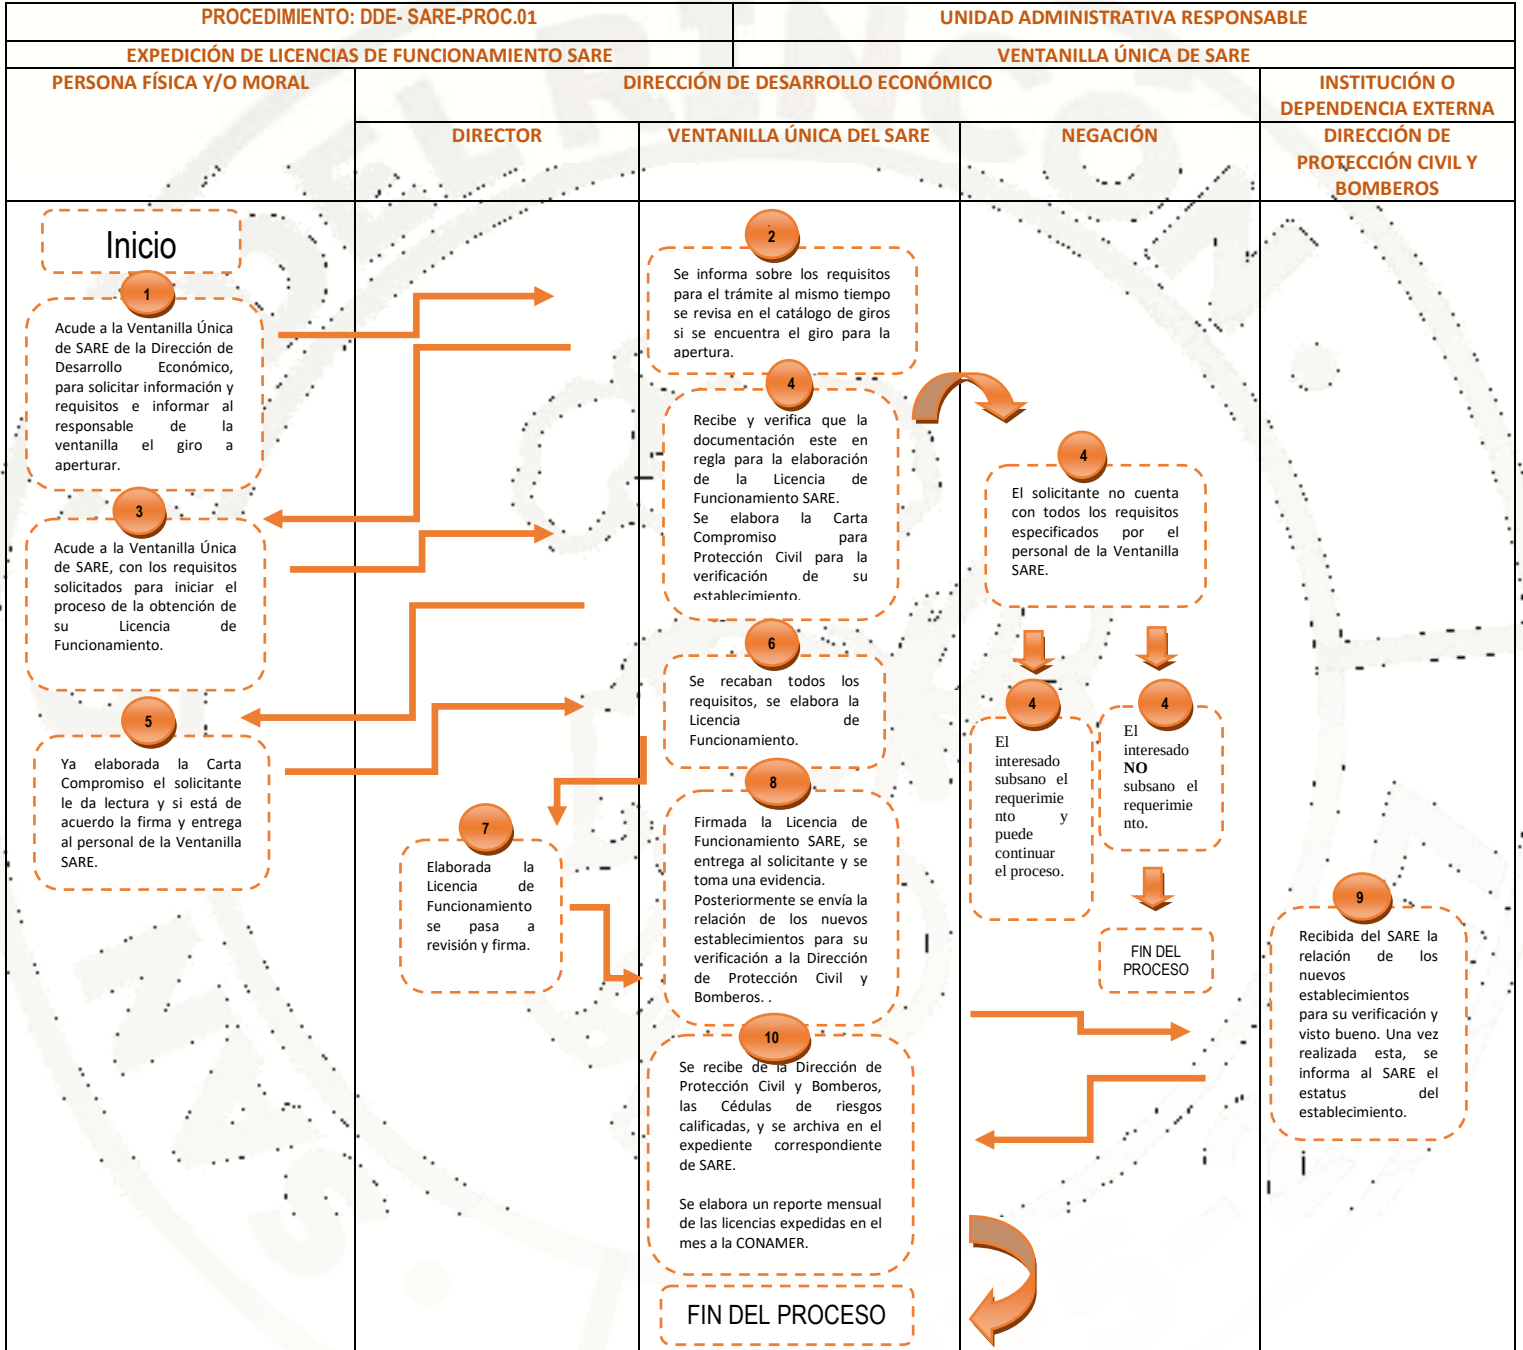 PROCEDIMIENTO: DDE- SARE-PROC.01
UNIDAD ADMINISTRATIVA RESPONSABLE
EXPEDICIÓN DE LICENCIAS DE FUNCIONAMIENTO SARE
VENTANILLA ÚNICA DE SARE
PERSONA FÍSICA Y/O MORAL
DIRECCIÓN DE DESARROLLO ECONÓMICO
INSTITUCIÓN O
DEPENDENCIA EXTERNA
DIRECTOR
VENTANILLA ÚNICA DEL SARE
NEGACIÓN
DIRECCIÓN DE
PROTECCIÓN CIVIL Y
BOMBEROS
Inicio
1
Acude a la Ventanilla Única
de SARE de la Dirección de
Desarrollo Económico,
para solicitar información y
requisitos e informar al
responsable de la
ventanilla el giro a
aperturar.
2
Se informa sobre los requisitos
para el trámite al mismo tiempo
se revisa en el catálogo de giros
si se encuentra el giro para la
apertura.
3
Acude a la Ventanilla Única
de SARE, con los requisitos
solicitados para iniciar el
proceso de la obtención de
su Licencia de
Funcionamiento.
4
Recibe y verifica que la
documentación este en
regla para la elaboración
de la Licencia de
Funcionamiento SARE.
Se elabora la Carta
Compromiso para
Protección Civil para la
verificación de su
establecimiento.
4
El solicitante no cuenta
con todos los requisitos
especificados por el
personal de la Ventanilla
SARE.
4
El
interesado
subsano el
requerimie
nto y
puede
continuar
el proceso.
4
El
interesado
NO
subsano el
requerimie
nto.
FIN DEL
PROCESO
5
Ya elaborada la Carta
Compromiso el solicitante
le da lectura y si está de
acuerdo la firma y entrega
al personal de la Ventanilla
SARE.
6
Se recaban todos los
requisitos, se elabora la
Licencia de
Funcionamiento.
7
Elaborada la
Licencia de
Funcionamiento
se pasa a
revisión y firma.
8
Firmada la Licencia de
Funcionamiento SARE, se
entrega al solicitante y se
toma una evidencia.
Posteriormente se envía la
relación de los nuevos
establecimientos para su
verificación a la Dirección
de Protección Civil y
Bomberos. .
9
Recibida del SARE la
relación de los
nuevos
establecimientos
para su verificación y
visto bueno. Una vez
realizada esta, se
informa al SARE el
estatus del
establecimiento.
10
Se recibe de la Dirección de
Protección Civil y Bomberos,
las Cédulas de riesgos
calificadas, y se archiva en el
expediente correspondiente
de SARE.
Se elabora un reporte mensual
de las licencias expedidas en el
mes a la CONAMER.
FIN DEL PROCESO